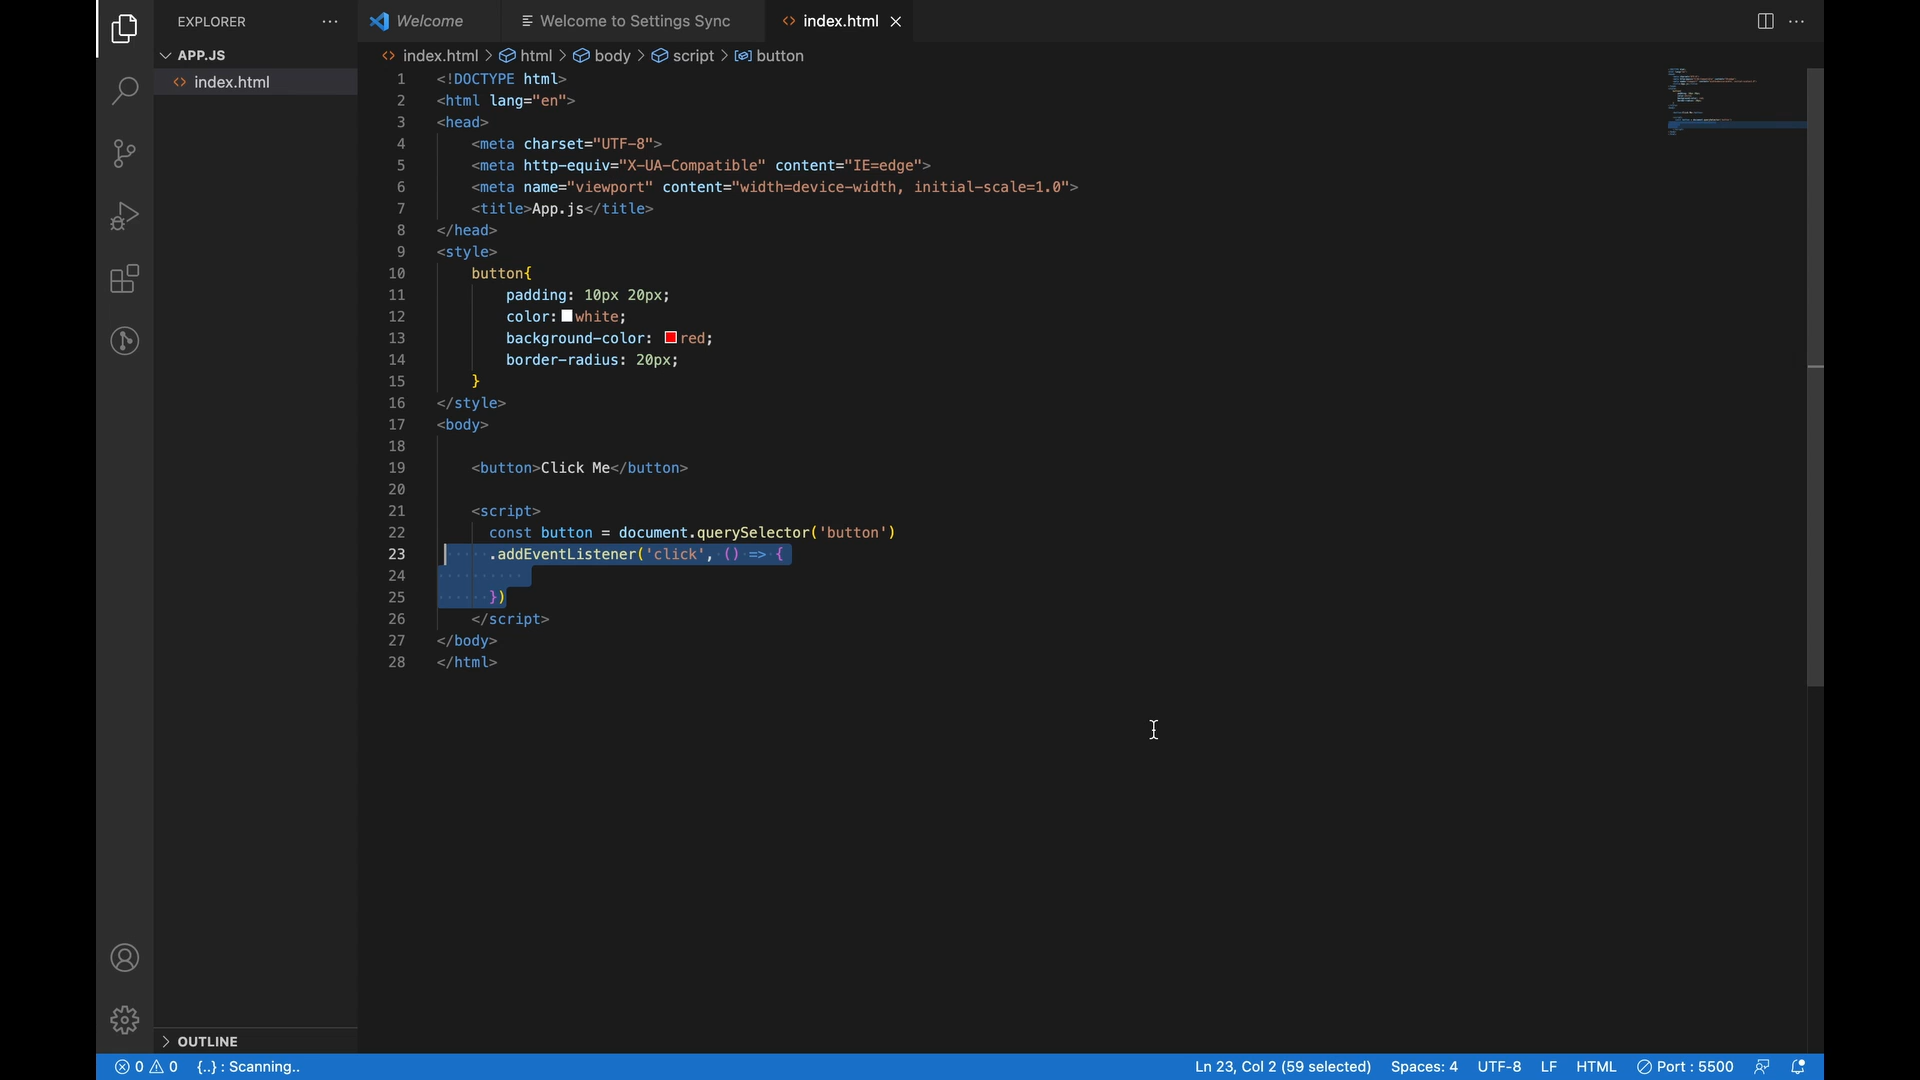 EXPLORER
Welcome
Welcome to Settings Sync
index.html
APP.JS
index.html
index.html > html > body > script > button
1 <!DOCTYPE html>
2 <html lang="en">
3 <head>
4 <meta charset="UTF-8">
5 <meta http-equiv="X-UA-Compatible" content="IE=edge">
6 <meta name="viewport" content="width=device-width, initial-scale=1.0">
7 <title>App.js</title>
8 </head>
9 <style>
10 button{
11 padding: 10px 20px;
12 color: white;
13 background-color: red;
14 border-radius: 20px;
15 }
16 </style>
17 <body>
18
19 <button>Click Me</button>
20
21 <script>
22 const button = document.querySelector('button')
23 .addEventListener('click', () => {
24
25 })
26 </script>
27 </body>
28 </html>
OUTLINE
0 0 {..} : Scanning.. Ln 23, Col 2 (59 selected) Spaces: 4 UTF-8 LF HTML Port : 5500